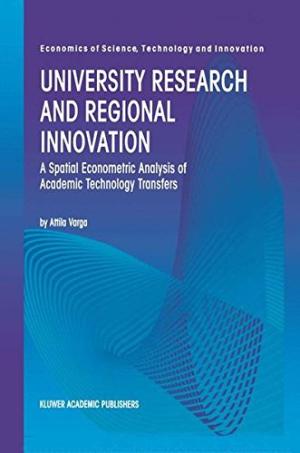 Economics of Science, Technology and Innovation
UNIVERSITY RESEARCH
AND REGIONAL
INNOVATION
A Spatial Econometric Analysis of
Academic Technology Transfers
by Attila Varga
KLUWER ACADEMIC PUBLISHERS